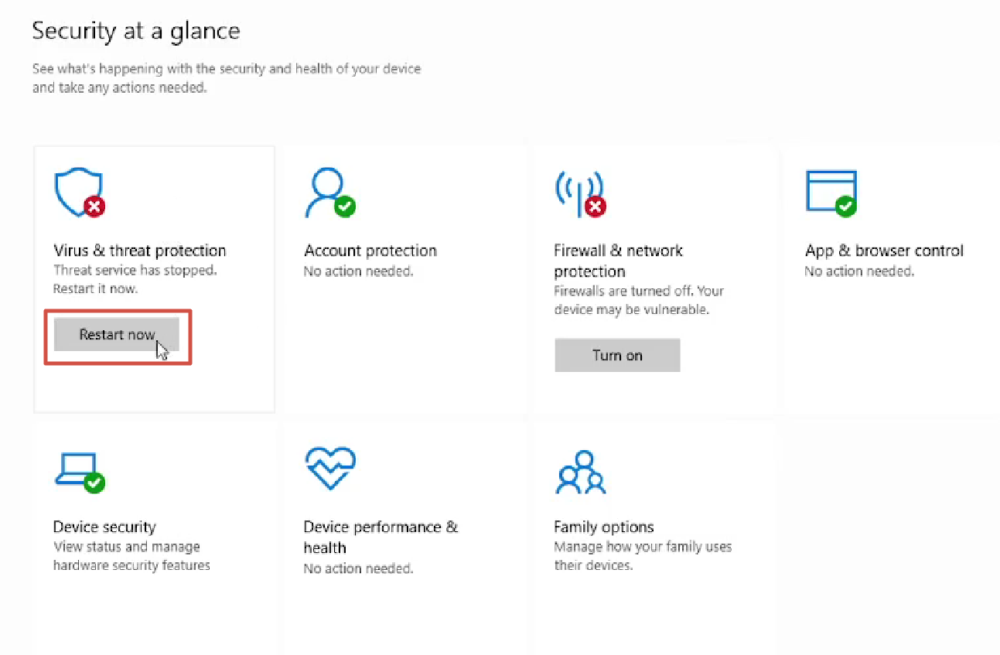 Security at a glance
See what's happening with the security and health of your device
and take any actions needed.
Virus & threat protection
Threat service has stopped.
Restart it now.
Restart now
Account protection
No action needed.
Firewall & network
protection
Firewalls are turned off. Your
device may be vulnerable.
Turn on
App & browser control
No action needed.
Device security
View status and manage
hardware security features
Device performance &
health
No action needed.
Family options
Manage how your family uses
their devices.